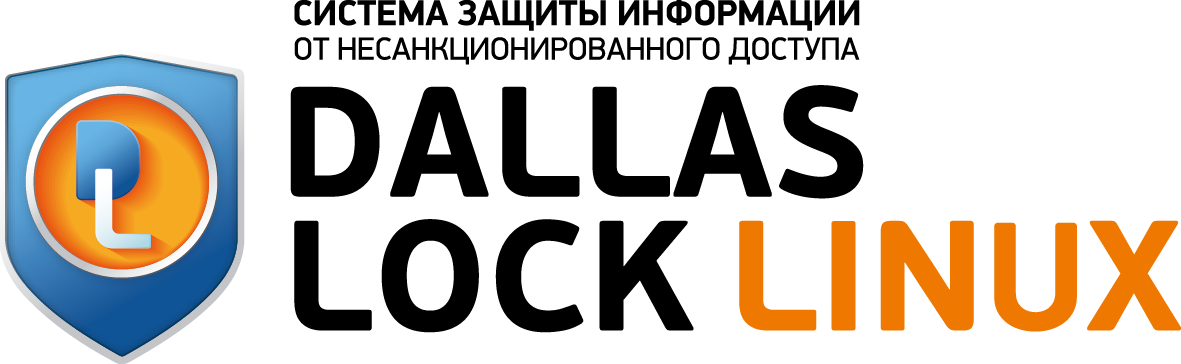 СИСТЕМА ЗАЩИТЫ ИНФОРМАЦИИ
ОТ НЕСАНКЦИОНИРОВАННОГО ДОСТУПА
DL
DALLAS
LOCK LINUX